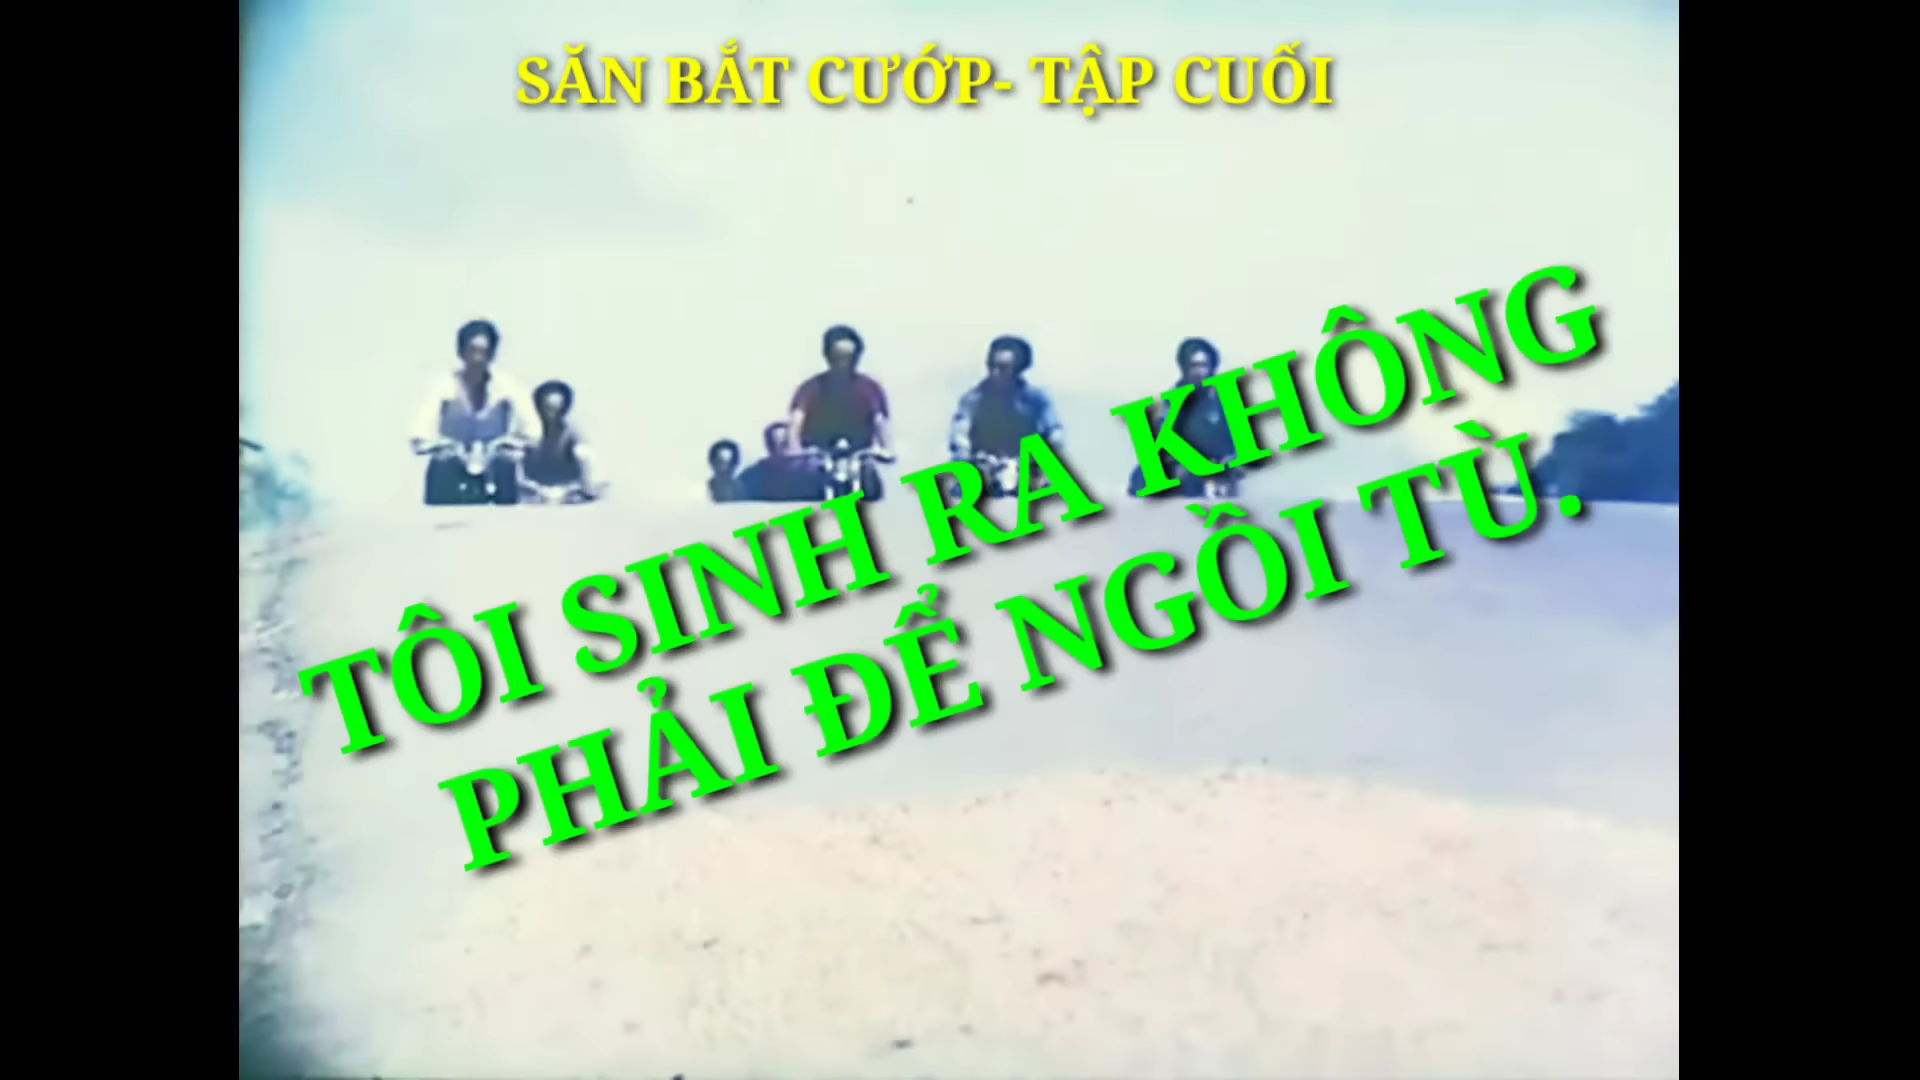 SĂN BẮT CƯỚP- TẬP CUỐI
TÔI SINH RA KHÔNG
PHẢI ĐỂ NGỒI TÙ.